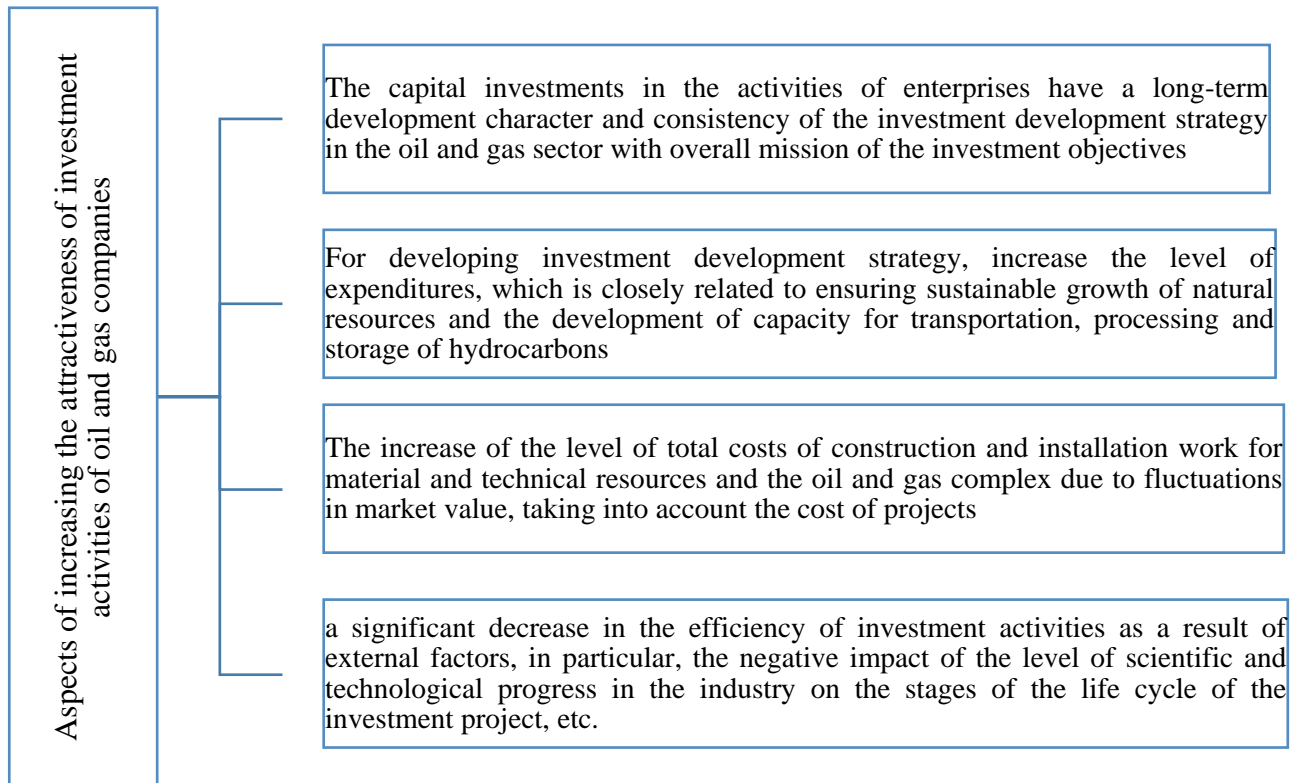 Aspects of increasing the attractiveness of investment
activities of oil and gas companies
The capital investments in the activities of enterprises have a long-term
development character and consistency of the investment development strategy
in the oil and gas sector with overall mission of the investment objectives
For developing investment development strategy, increase the level of
expenditures, which is closely related to ensuring sustainable growth of natural
resources and the development of capacity for transportation, processing and
storage of hydrocarbons
The increase of the level of total costs of construction and installation work for
material and technical resources and the oil and gas complex due to fluctuations
in market value, taking into account the cost of projects
a significant decrease in the efficiency of investment activities as a result of
external factors, in particular, the negative impact of the level of scientific and
technological progress in the industry on the stages of the life cycle of the
investment project, etc.